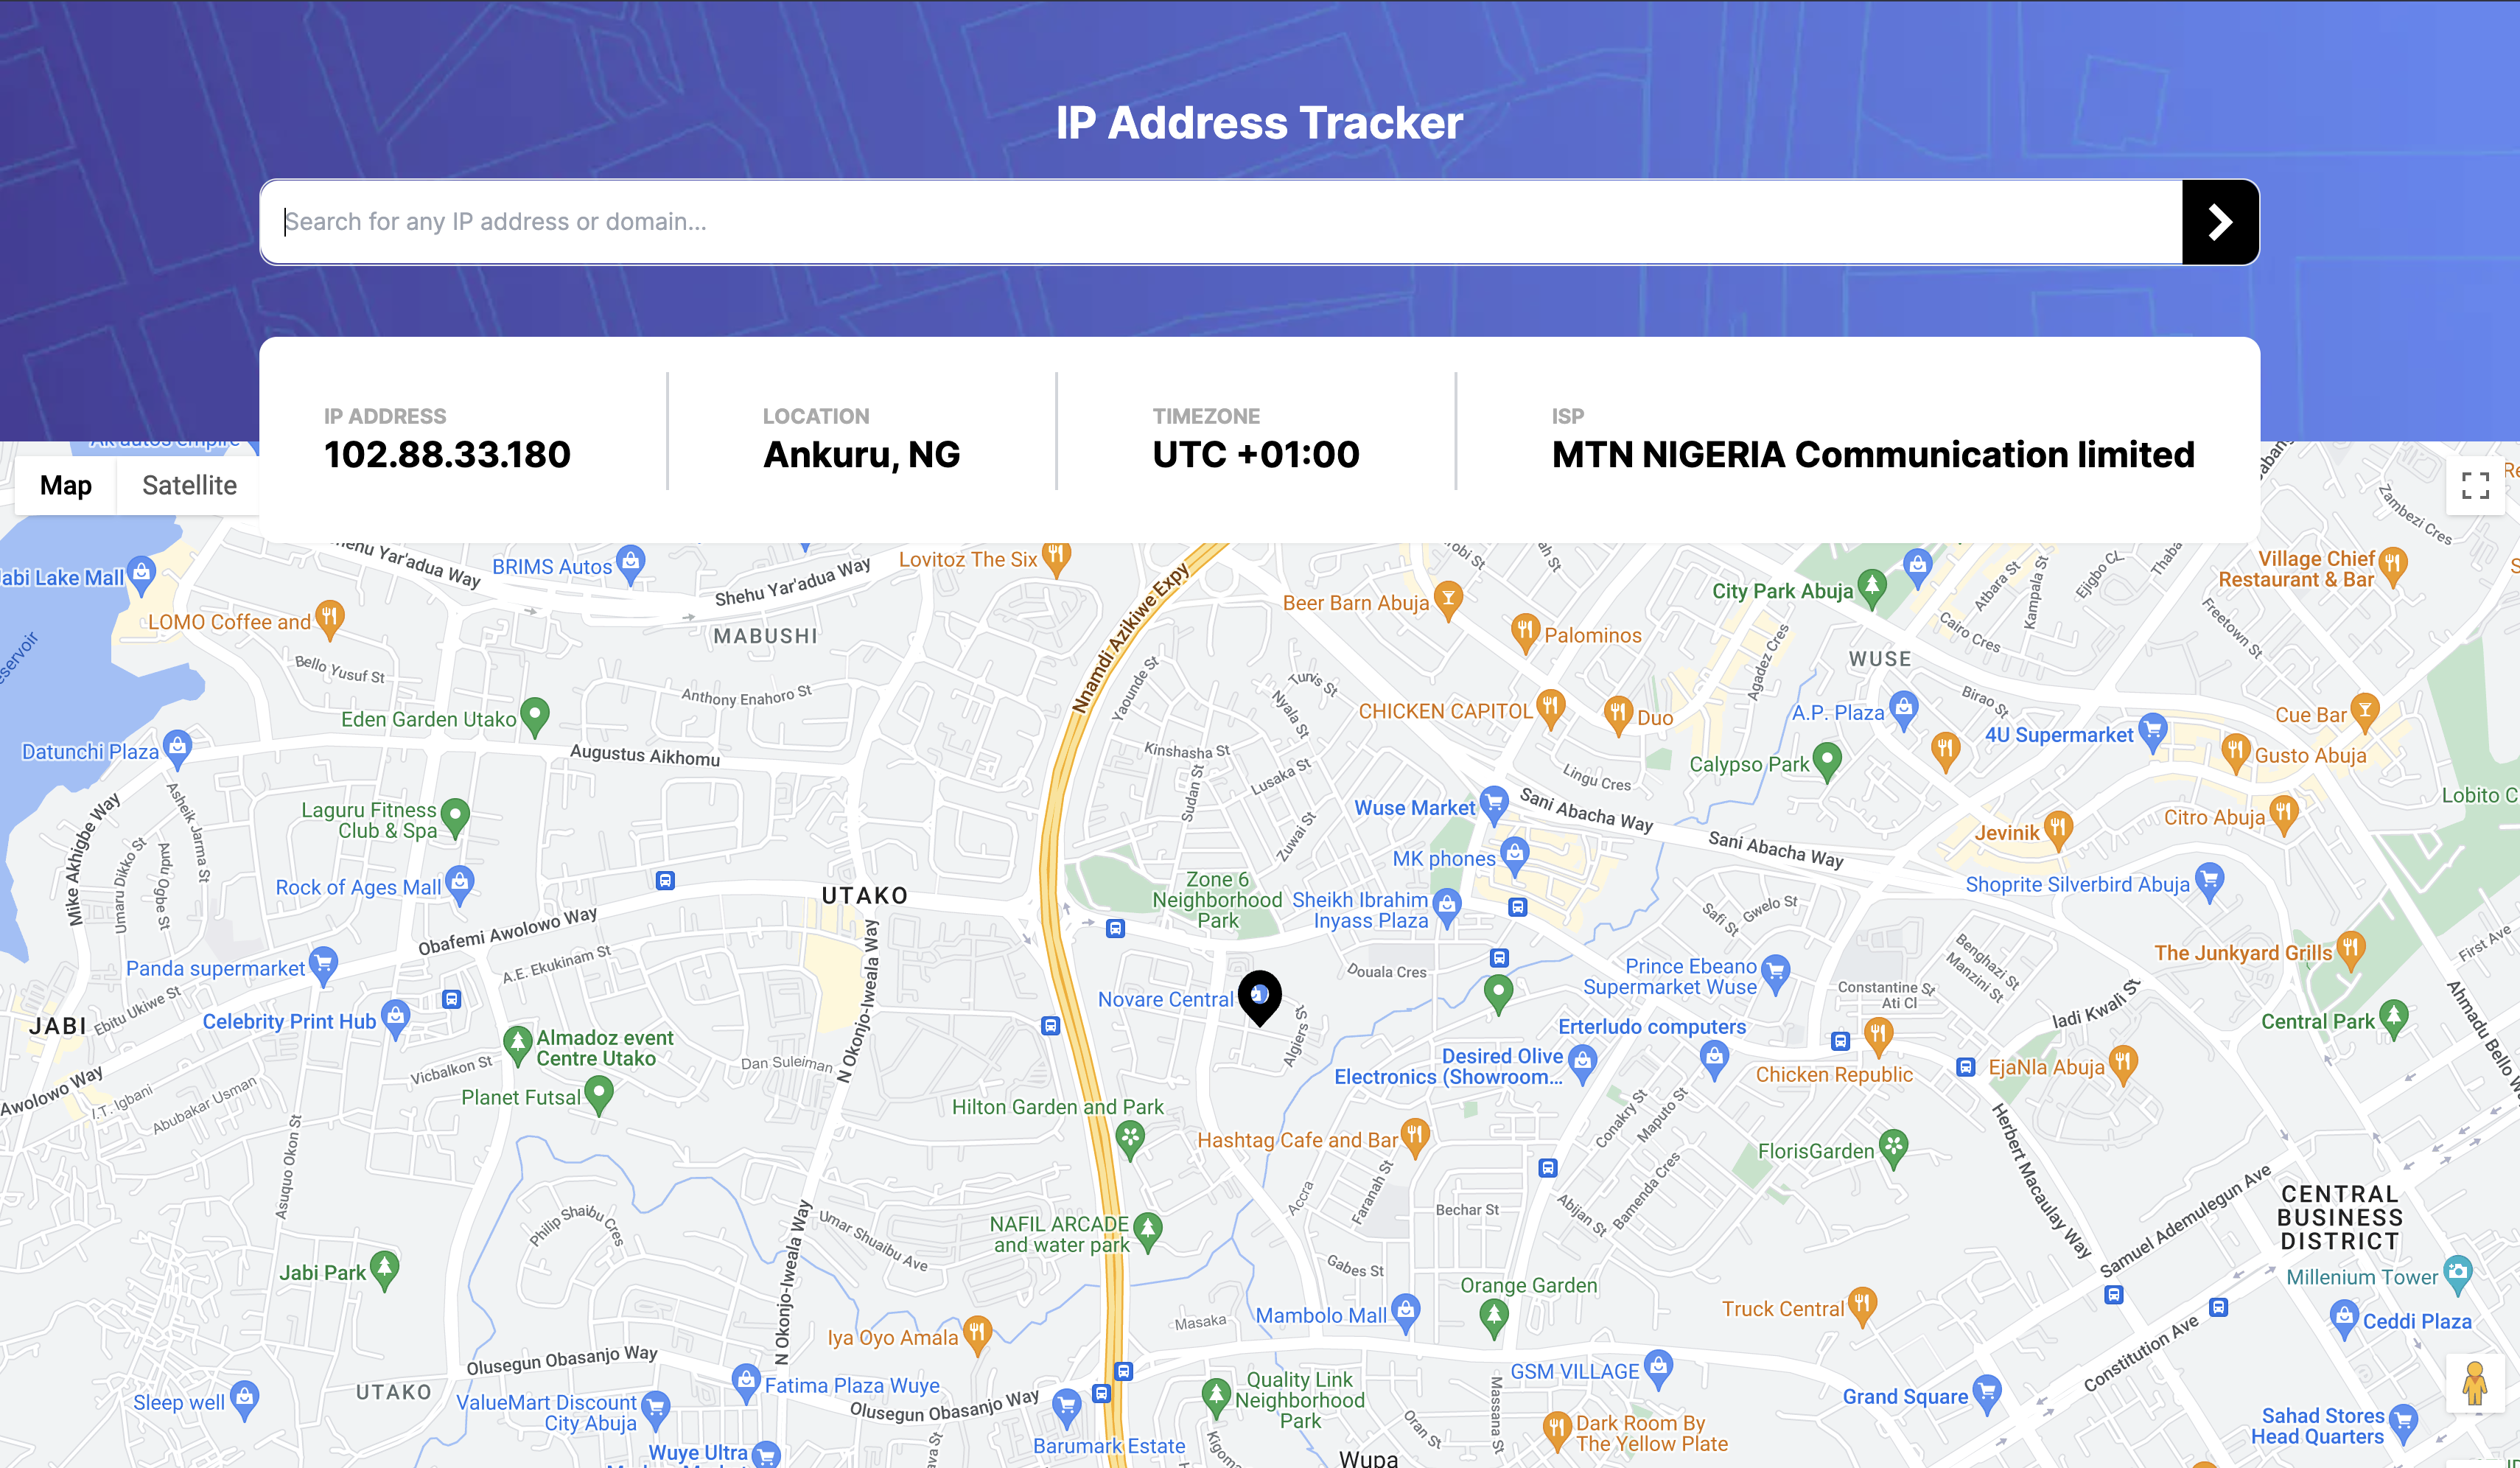 IP Address Tracker
Search for any IP address or domain...
IP ADDRESS
102.88.33.180
LOCATION
Ankuru, NG
TIMEZONE
UTC +01:00
ISP
MTN NIGERIA Communication limited
Map
Satellite
Shehu Yar'adua Way
BRIMS Autos
Shehu Yar'adua Way
Lovitoz The Six
Nnamdi Azikiwe Expy
Beer Barn Abuja
Palominos
City Park Abuja
Atbara St
Kampala St
Ejigbo CL
Zambezi Cres
Village Chief
Restaurant & Bar
Jabi Lake Mall
LOMO Coffee and
MABUSHI
Bello Yusuf St
Anthony Enahoro St
Yaounde St
Nyala St
CHICKEN CAPITOL
Duo
Agadez Cres
WUSE
Cairo Cres
Freetown St
Birao St
A.P. Plaza
4U Supermarket
Cue Bar
Gusto Abuja
Eden Garden Utako
Datunchi Plaza
Augustus Aikhomu
Kinshasha St
Lusaka St
Sudan St
Zuwai St
Lingu Cres
Calypso Park
Wuse Market
Sani Abacha Way
Sani Abacha Way
Jevinik
Citro Abuja
Laguru Fitness
Club & Spa
Asheik Jarma St
Mike Akhigbe Way
Umaru Dikko St
Audu Ogbe St
MK phones
Shoprite Silverbird Abuja
Rock of Ages Mall
UTAKO
Zone 6
Neighborhood
Park
Sheikh Ibrahim
Inyass Plaza
Safi St
Gwelo St
Obafemi Awolowo Way
A.E. Ekukinam St
Panda supermarket
Ebitu Ukiwe St
N Okonjo-Iweala Way
Douala Cres
Prince Ebeano
Supermarket Wuse
Benghazi St
Manzini St
Constantine St
Ati Cl
The Junkyard Grills
First Ave
JABI
Celebrity Print Hub
Novare Central
Algiers St
Erterludo computers
ladi Kwali St
Central Park
Almadoz event
Centre Utako
Vicbalkon St
Dan Suleiman
Desired Olive
Electronics (Showroom...
Chicken Republic
EjaNla Abuja
Awolowo Way
I.T. Igbani
Abubakar Usman
Planet Futsal
Hilton Garden and Park
Hashtag Cafe and Bar
Conakry St
Maputo St
FlorisGarden
Asuquo Okon St
Accra
Faranah St
Bechar St
Abijan St
Bamenda Cres
Herbert Macaulay Way
Samuel Ademulegun Ave
CENTRAL
BUSINESS
DISTRICT
Philip Shaibu Cres
N Okonjo-Iweala Way
Umar Shuaibu Ave
NAFIL ARCADE
and water park
Jabi Park
Gabes St
Orange Garden
Millenium Tower
Truck Central
Mambolo Mall
Masaka
Iya Oyo Amala
Ceddi Plaza
Constitution Ave
Olusegun Obasanjo Way
UTAKO
Sleep well
ValueMart Discount
City Abuja
Fatima Plaza Wuye
Olusegun Obasanjo Way
Quality Link
Neighborhood
Park
GSM VILLAGE
Massana St
Oran St
Grand Square
Dark Room By
The Yellow Plate
Sahad Stores
Head Quarters
Wuye Ultra
Barumark Estate
Wupa